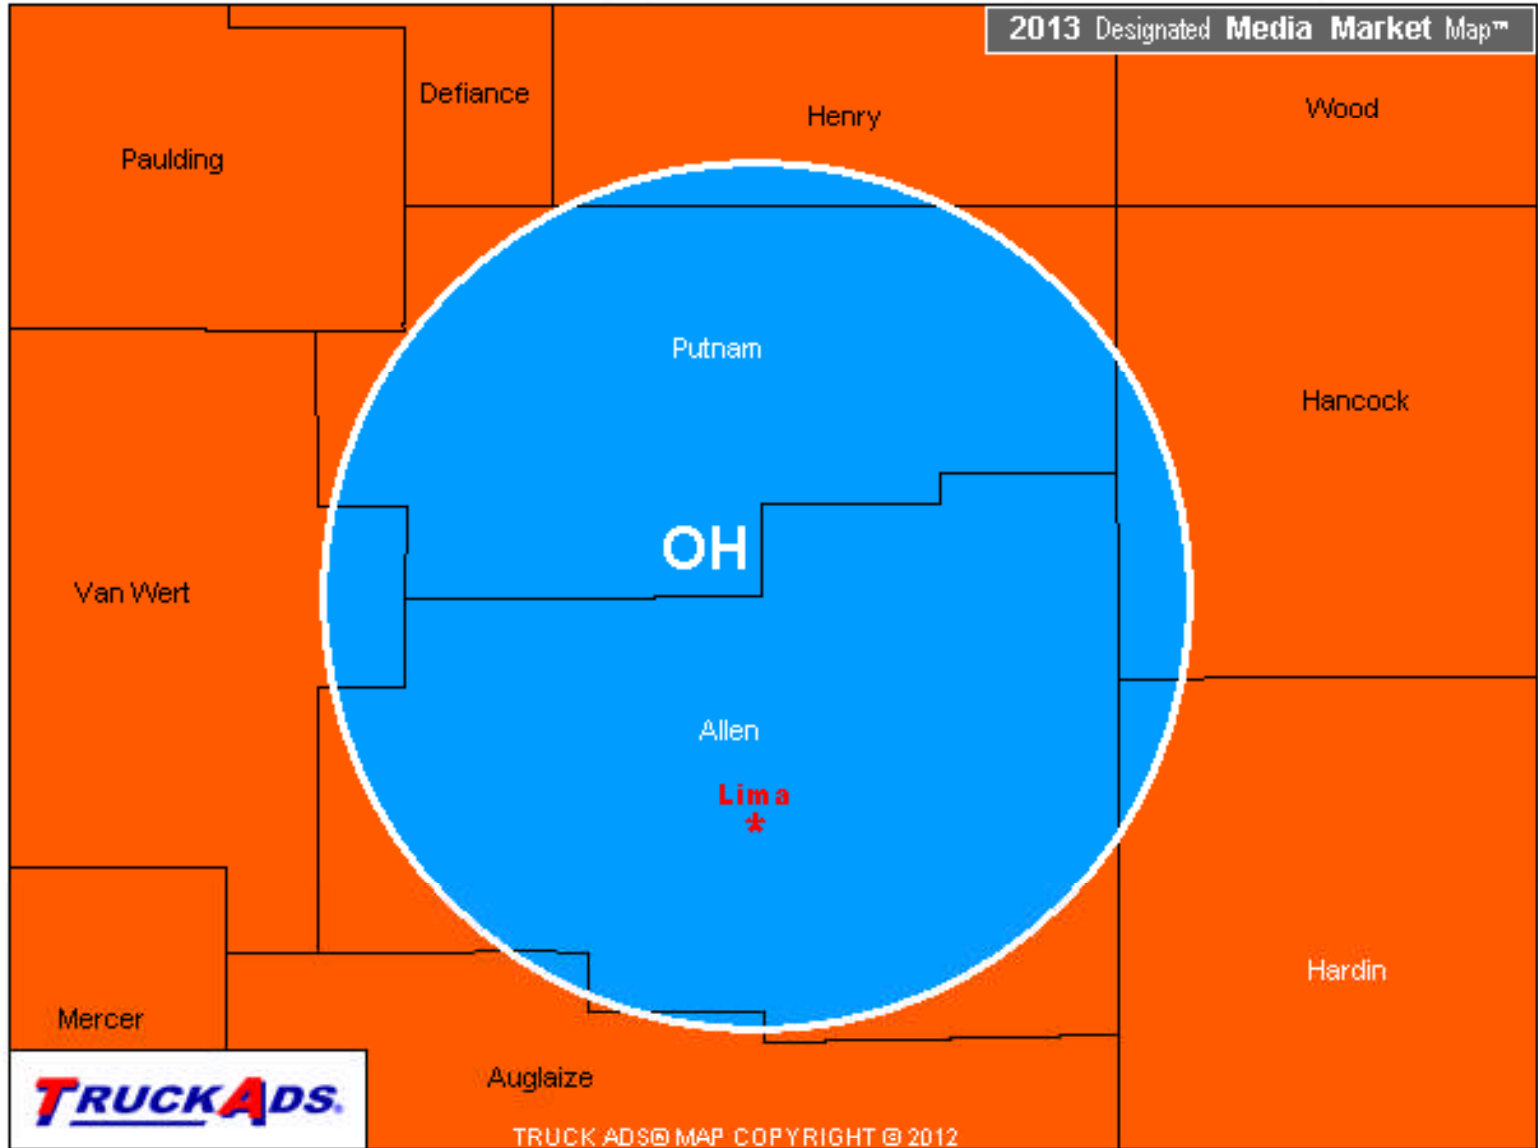 2013 Designated Media Market Map™
Defiance
Henry
Wood
Paulding
Putnam
Hancock
OH
Van Wert
Allen
Lima
*
Hardin
Mercer
Auglaize
TRUCKADS.
TRUCK ADS® MAP COPYRIGHT © 2012